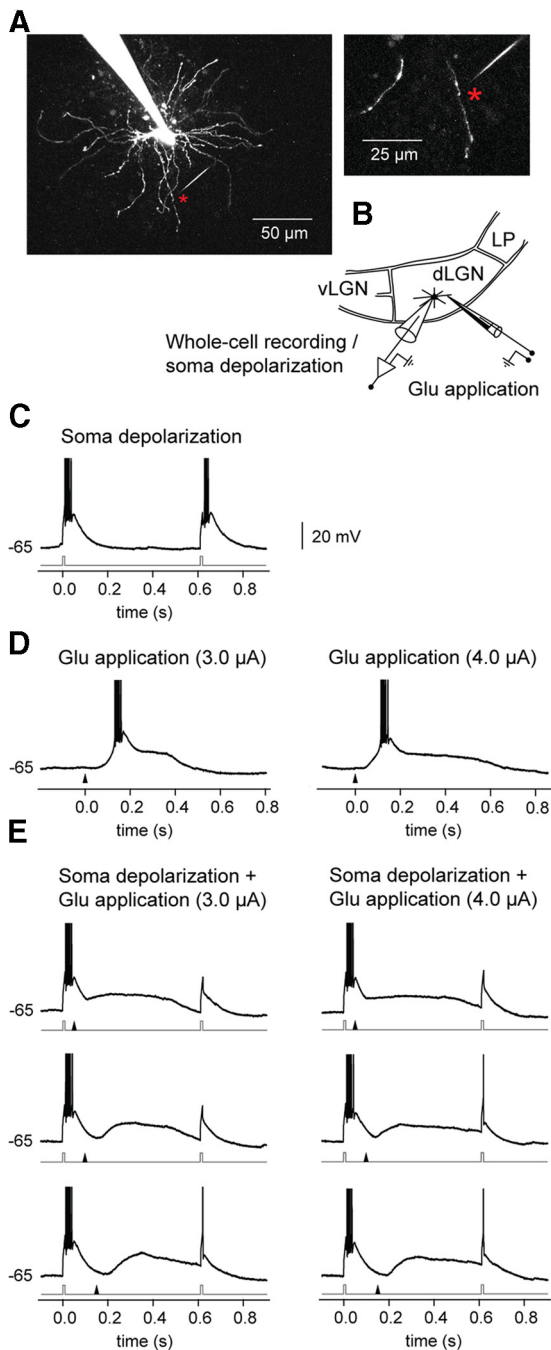 A
*
50 µm
*
25 µm
B
LP
dLGN
vLGN
Whole-cell recording /
soma depolarization
Glu application
C
Soma depolarization
-65
20 mV
0.0 0.2 0.4 0.6 0.8
time (s)
D
Glu application (3.0 µA)
Glu application (4.0 µA)
-65
0.0 0.2 0.4 0.6 0.8
0.0 0.2 0.4 0.6 0.8
time (s)
time (s)
E
Soma depolarization +
Glu application (3.0 µA)
Soma depolarization +
Glu application (4.0 µA)
-65
-65
-65
0.0 0.2 0.4 0.6 0.8
0.0 0.2 0.4 0.6 0.8
time (s)
time (s)